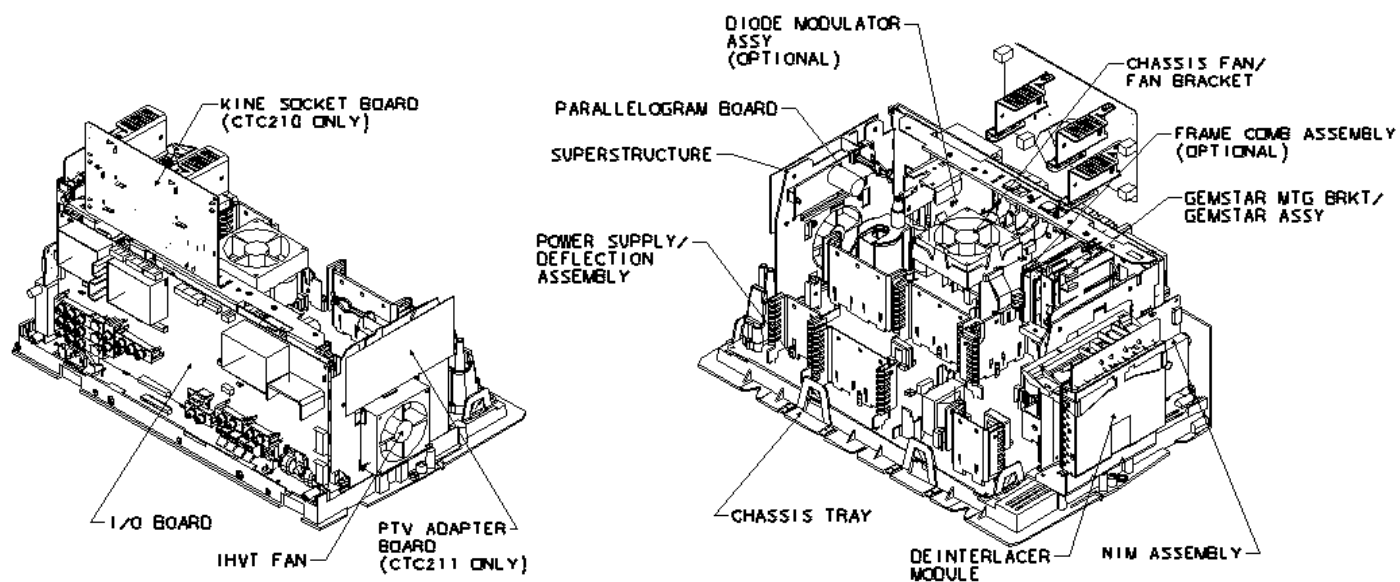 KINE SOCKET BOARD
(CTC210 ONLY)
I/O BOARD
IHVT FAN
PTV ADAPTER
BOARD
(CTC211 ONLY)
DIODE MODULATOR
ASSY
(OPTIONAL)
PARALLELOGRAM BOARD
SUPERSTRUCTURE
POWER SUPPLY/
DEFLECTION
ASSEMBLY
CHASSIS FAN/
FAN BRACKET
FRAME COMB ASSEMBLY
(OPTIONAL)
GEMSTAR MTG BRKT/
GEMSTAR ASSY
CHASSIS TRAY
DEINTERLACER
MODULE
NIM ASSEMBLY